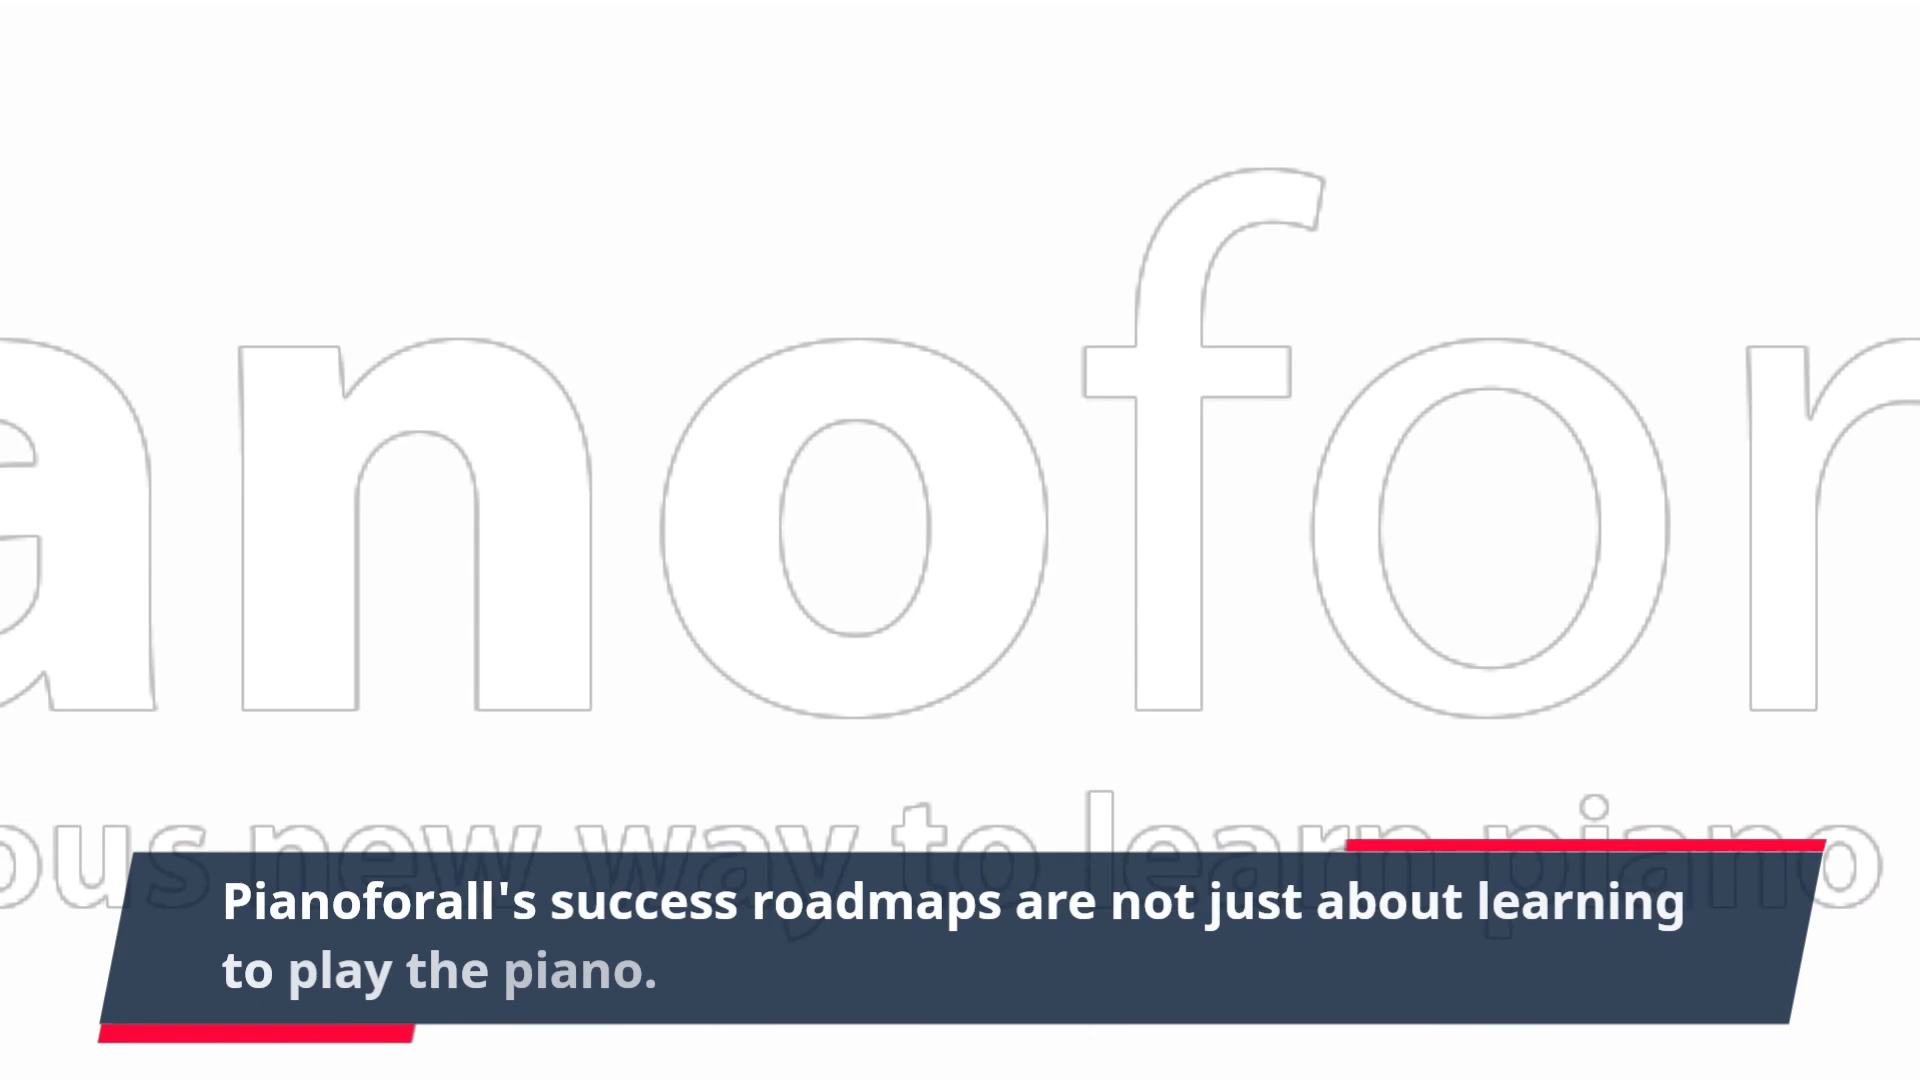 anofor
ous new way to learn piano
Pianoforall's success roadmaps are not just about learning
to play the piano.